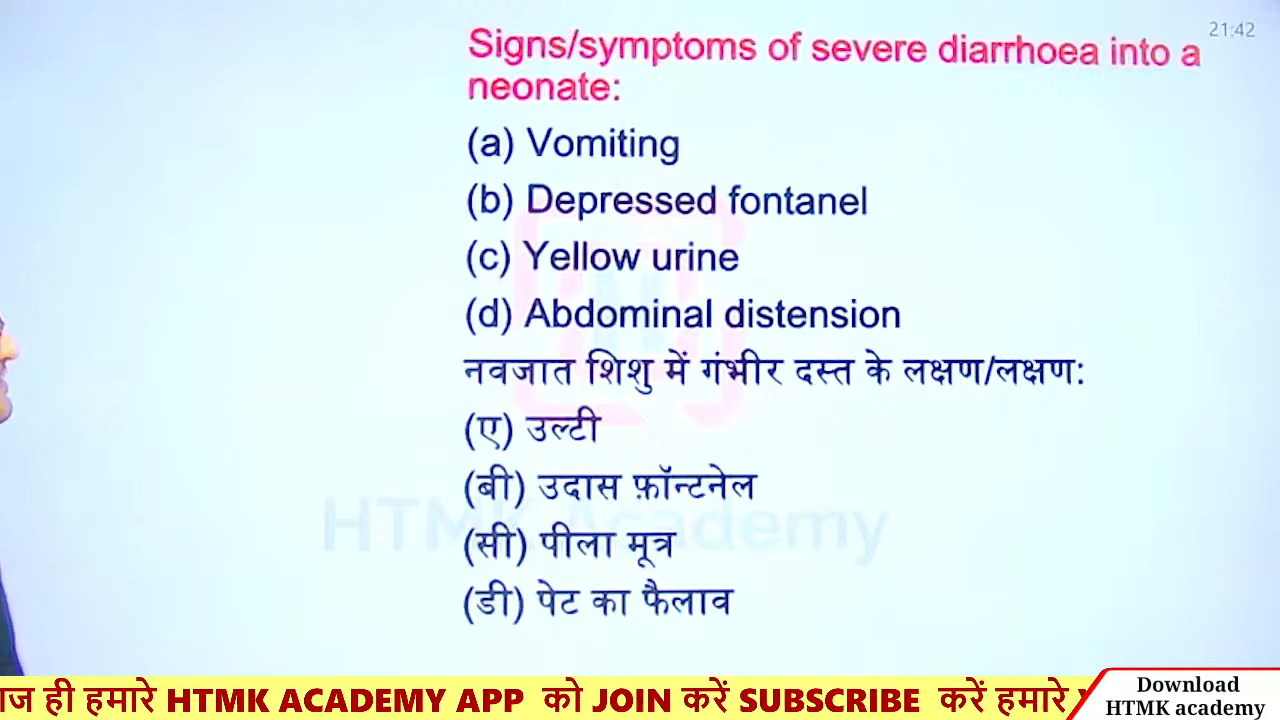 21:42
Signs/symptoms of severe diarrhoea into a
neonate:
(a) Vomiting
(b) Depressed fontanel
(c) Yellow urine
(d) Abdominal distension
नवजात शिशु में गंभीर दस्त के लक्षण/लक्षण:
(ए) उल्टी
(बी) उदास फ़ॉन्टनेल
(सी) पीला मूत्र
(डी) पेट का फैलाव
HTMK Academy
ही हमारे HTMK ACADEMY APP को JOIN करें SUBSCRIBE करें हमारे
Download
HTMK academy